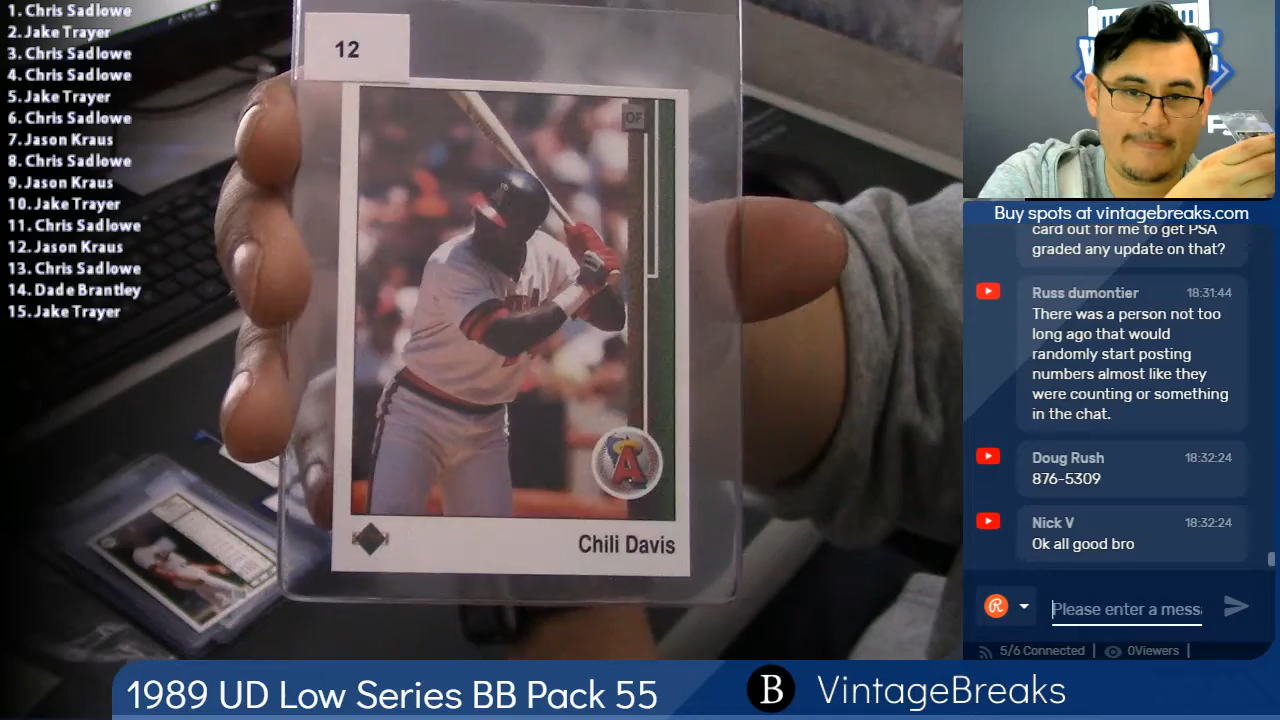 1. Chris Sadlowe
2. Jake Trayer
3. Chris Sadlowe
4. Chris Sadlowe
5. Jake Trayer
6. Chris Sadlowe
7. Jason Kraus
8. Chris Sadlowe
9. Jason Kraus
10. Jake Trayer
11. Chris Sadlowe
12. Jason Kraus
13. Chris Sadlowe
14. Dade Brantley
15. Jake Trayer
12
OF
A
Chili Davis
Buy spots at vintagebreaks.com
card out for me to get PSA
graded any update on that?
Russ dumontier 18:31:44
There was a person not too
long ago that would
randomly start posting
numbers almost like they
were counting or something
in the chat.
Doug Rush 18:32:24
876-5309
Nick V 18:32:24
Ok all good bro
Please enter a messa
5/6 Connected | 0Viewers |
1989 UD Low Series BB Pack 55
B VintageBreaks